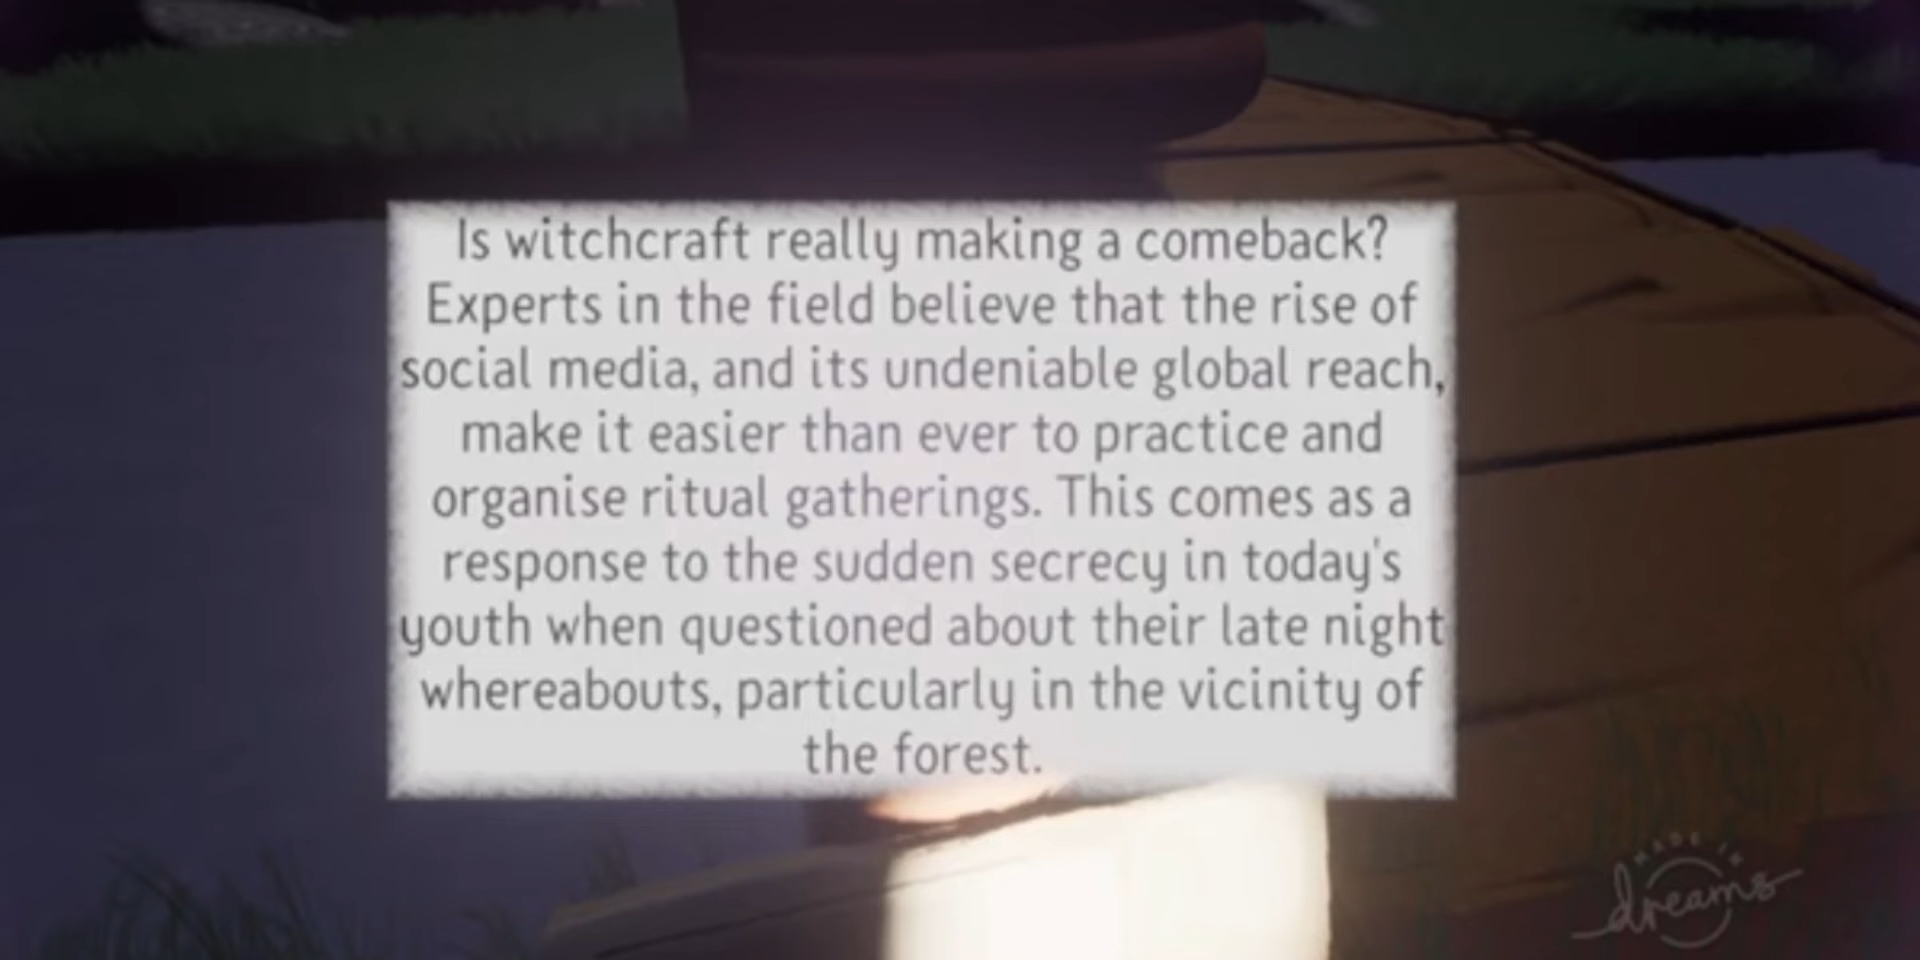 Is witchcraft really making a comeback?
Experts in the field believe that the rise of
social media, and its undeniable global reach,
make it easier than ever to practice and
organise ritual gatherings. This comes as a
response to the sudden secrecy in today's
youth when questioned about their late night
whereabouts, particularly in the vicinity of
the forest.
MADE IN
dreams